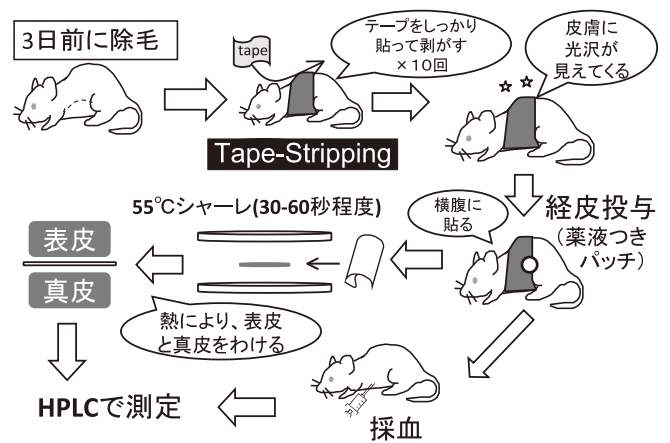 3日前に除毛
tape
テープをしっかり
貼って剥がす
×10回
皮膚に
光沢が
見えてくる
Tape-Stripping
経皮投与
(薬液つき
パッチ)
横腹に
貼る
55℃シャーレ(30-60秒程度)
表皮
真皮
熱により、表皮
と真皮をわける
HPLCで測定
採血